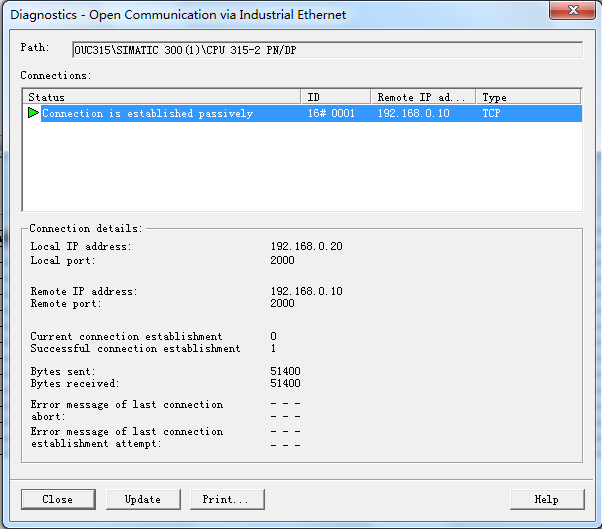 Diagnostics - Open Communication via Industrial Ethernet
Path: OUC315\SIMATIC 300(1)\CPU 315-2 PN/DP
Connections:
Status ID Remote IP ad... Type
Connection is established passively 16# 0001 192.168.0.10 TCP
Connection details:
Local IP address: 192.168.0.20
Local port: 2000
Remote IP address: 192.168.0.10
Remote port: 2000
Current connection establishment 0
Successful connection establishment 1
Bytes sent: 51400
Bytes received: 51400
Error message of last connection - - -
abort: - - -
Error message of last connection - - -
establishment attempt: - - -
Close Update Print... Help